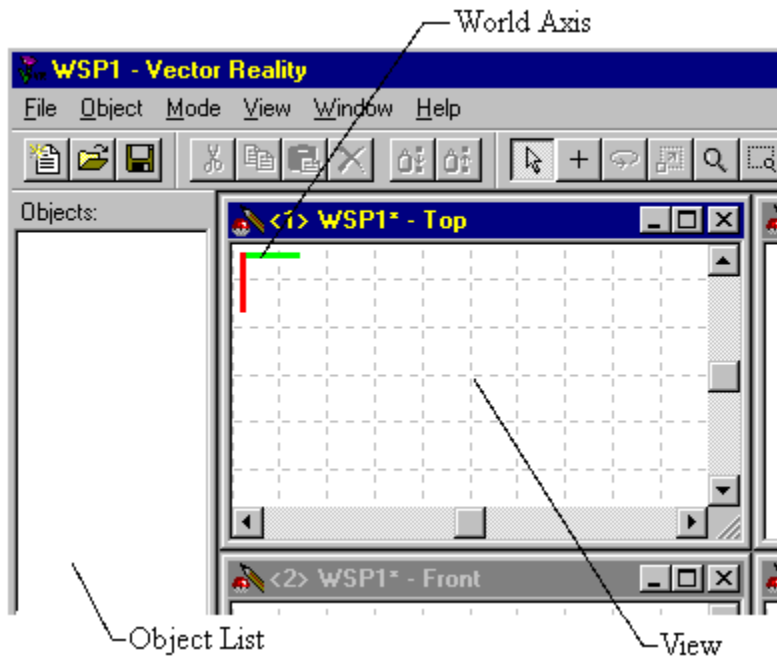 World Axis
WSP1 - Vector Reality
File Object Mode View Window Help
Objects:
<1> WSP1* - Top
<2> WSP1* - Front
Object List
View